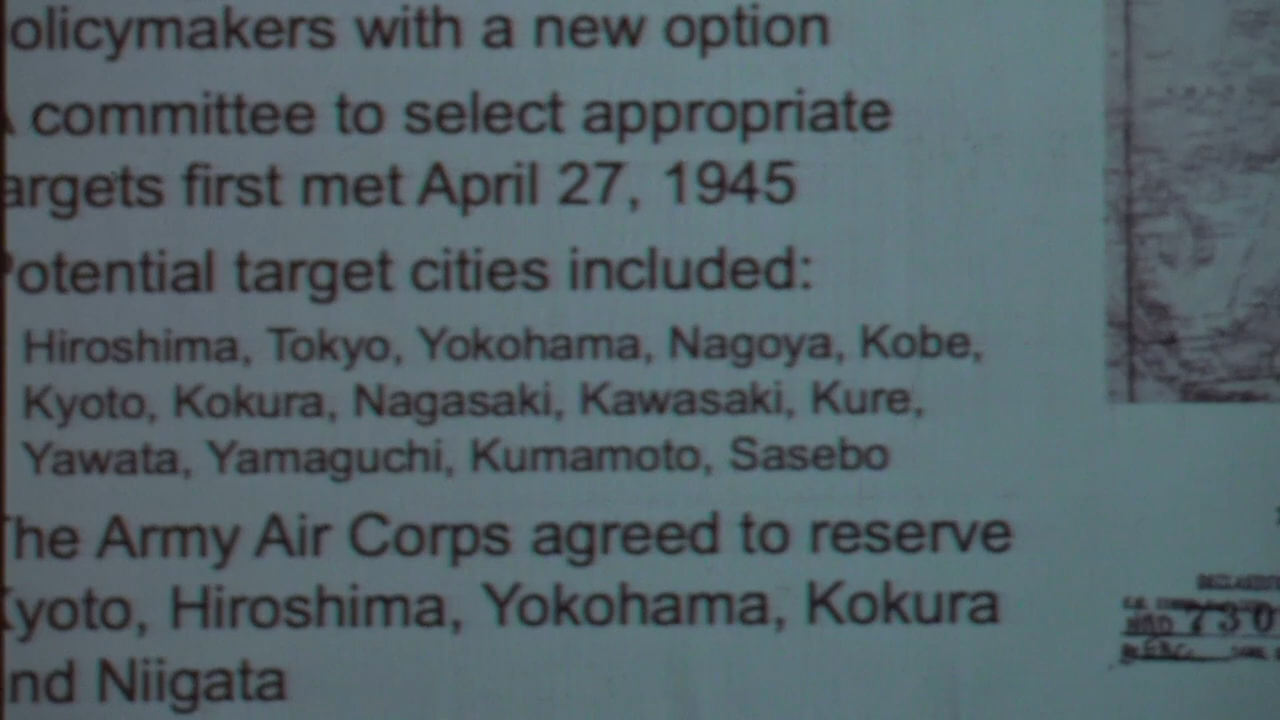 olicymakers with a new option
committee to select appropriate
argets first met April 27, 1945
otential target cities included:
Hiroshima, Tokyo, Yokohama, Nagoya, Kobe,
Kyoto, Kokura, Nagasaki, Kawasaki, Kure,
Yawata, Yamaguchi, Kumamoto, Sasebo
The Army Air Corps agreed to reserve
yoto, Hiroshima, Yokohama, Kokura
nd Niigata
730